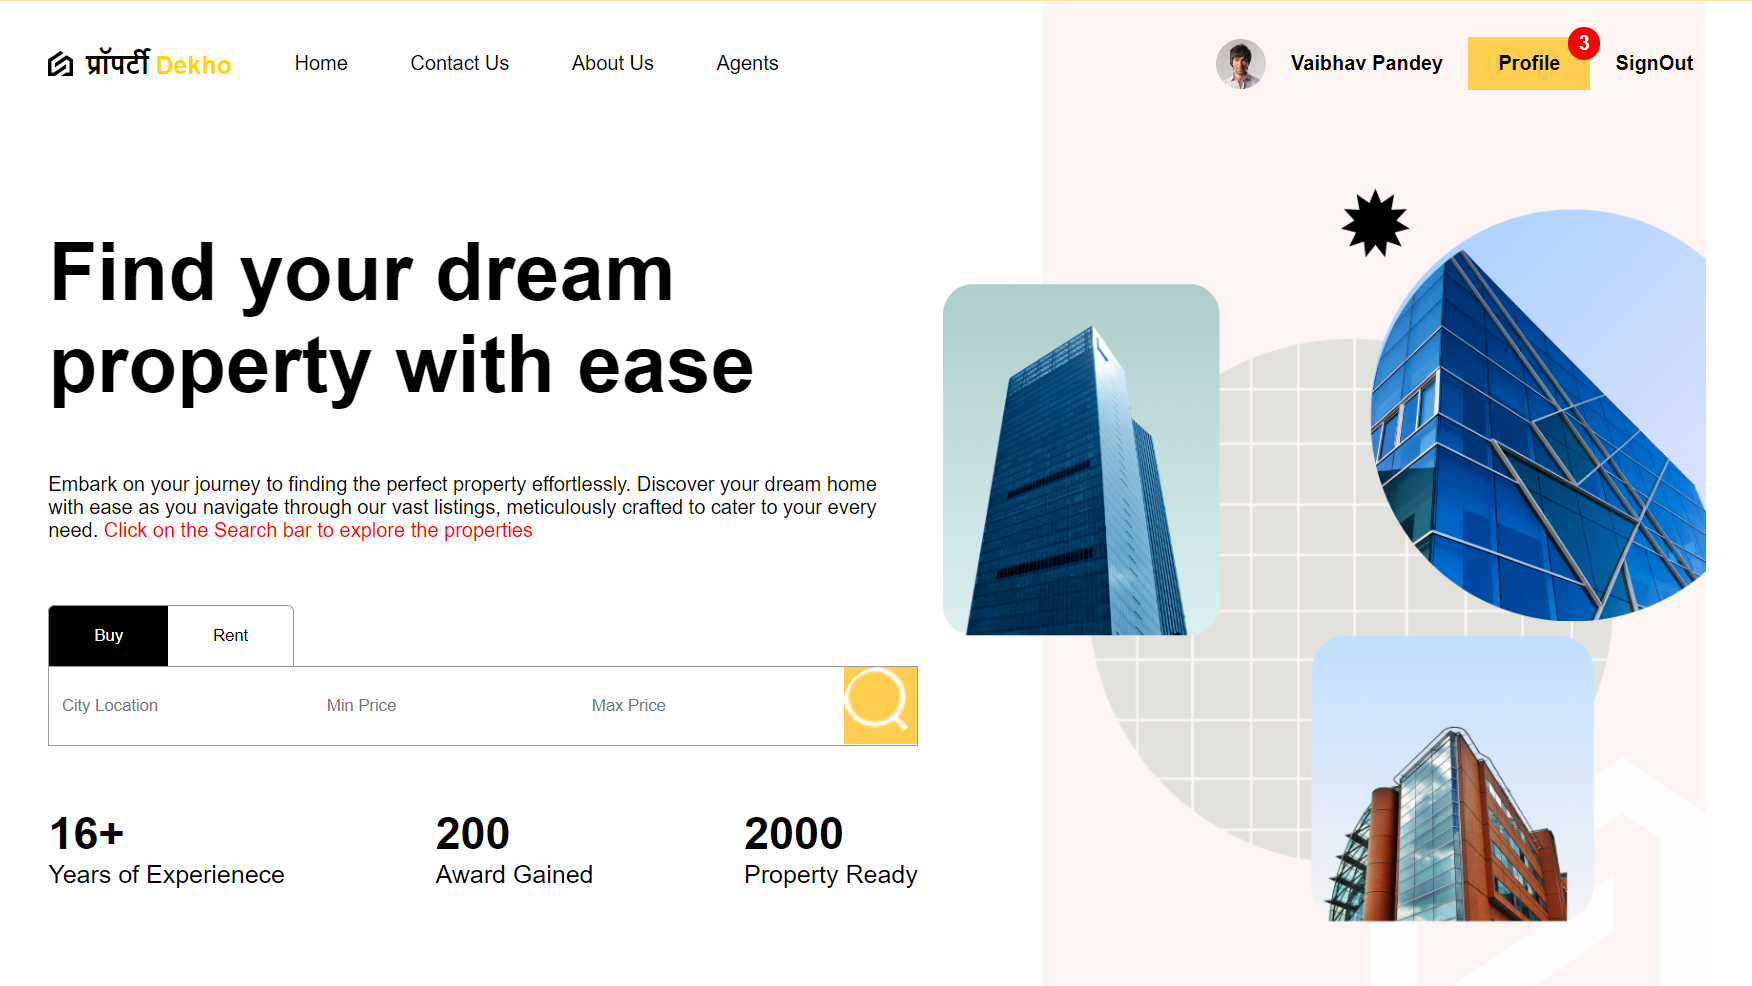 प्रॉपर्टी Dekho
Home
Contact Us
About Us
Agents
Vaibhav Pandey
Profile
3
SignOut
Find your dream
property with ease
Embark on your journey to finding the perfect property effortlessly. Discover your dream home
with ease as you navigate through our vast listings, meticulously crafted to cater to your every
need. Click on the Search bar to explore the properties
Buy
Rent
City Location
Min Price
Max Price
16+
Years of Experienece
200
Award Gained
2000
Property Ready